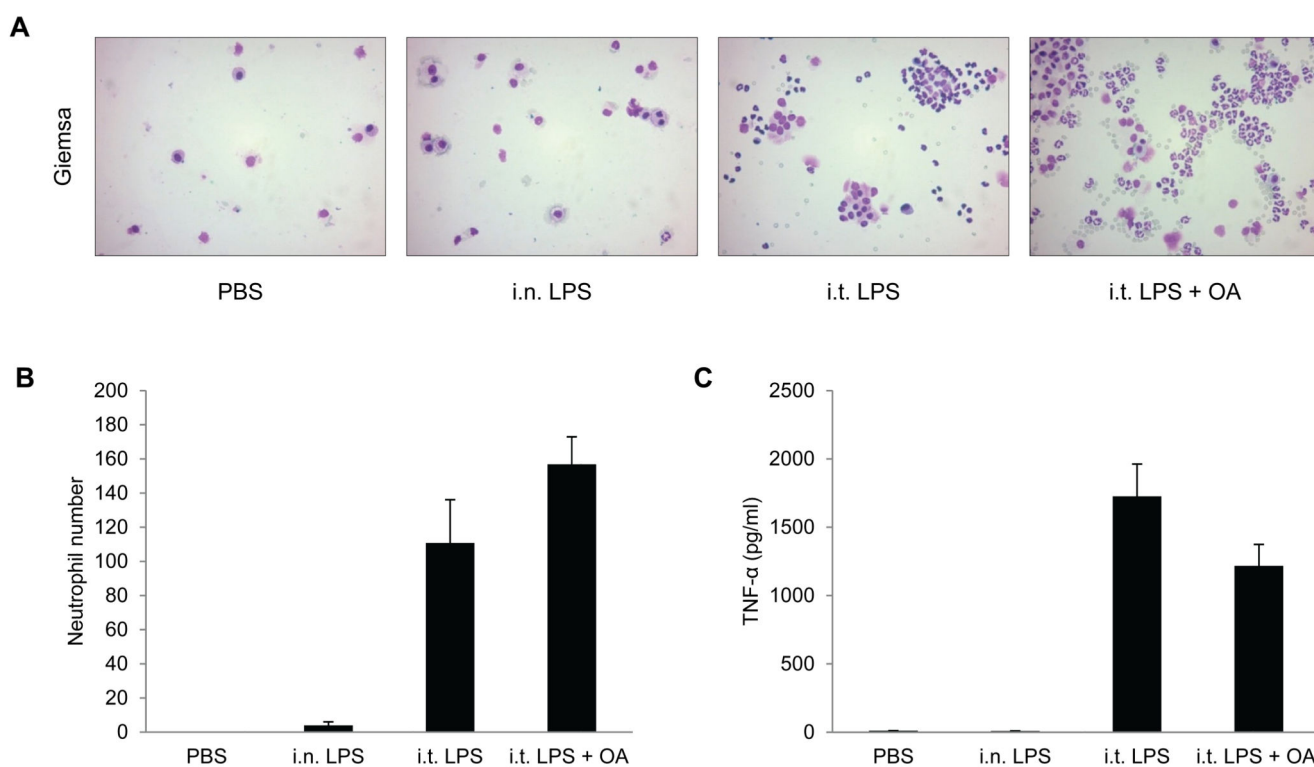 A
Giemsa
PBS
i.n. LPS
i.t. LPS
i.t. LPS + OA
B
200
180
160
140
120
100
80
60
40
20
0
Neutrophil number
PBS
i.n. LPS
i.t. LPS
i.t. LPS + OA
C
2500
2000
1500
1000
500
0
TNF-α (pg/ml)
PBS
i.n. LPS
i.t. LPS
i.t. LPS + OA